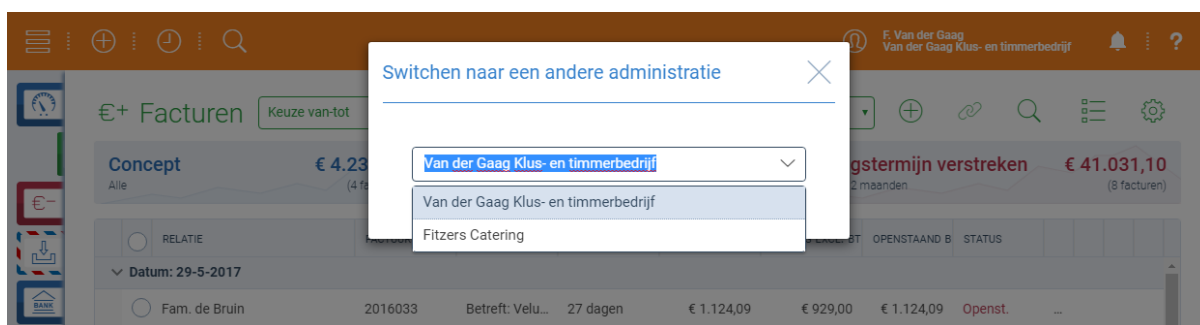 F. Van der Gaag
Van der Gaag Klus- en timmerbedrijf
?
Switchen naar een andere administratie
€+ Facturen
Keuze van-tot
Van der Gaag Klus- en timmerbedrijf
Van der Gaag Klus- en timmerbedrijf
Fitzers Catering
Concept
Alle
€ 4.23
(4 fa
gstermijn verstreken
2 maanden
€ 41.031,10
(8 facturen)
€−
BANK
RELATIE
OPENSTAAND B
STATUS
Datum: 29-5-2017
Fam. de Bruin 2016033 Betreft: Velu... 27 dagen € 1.124,09 € 929,00 € 1.124,09 Openst. ...